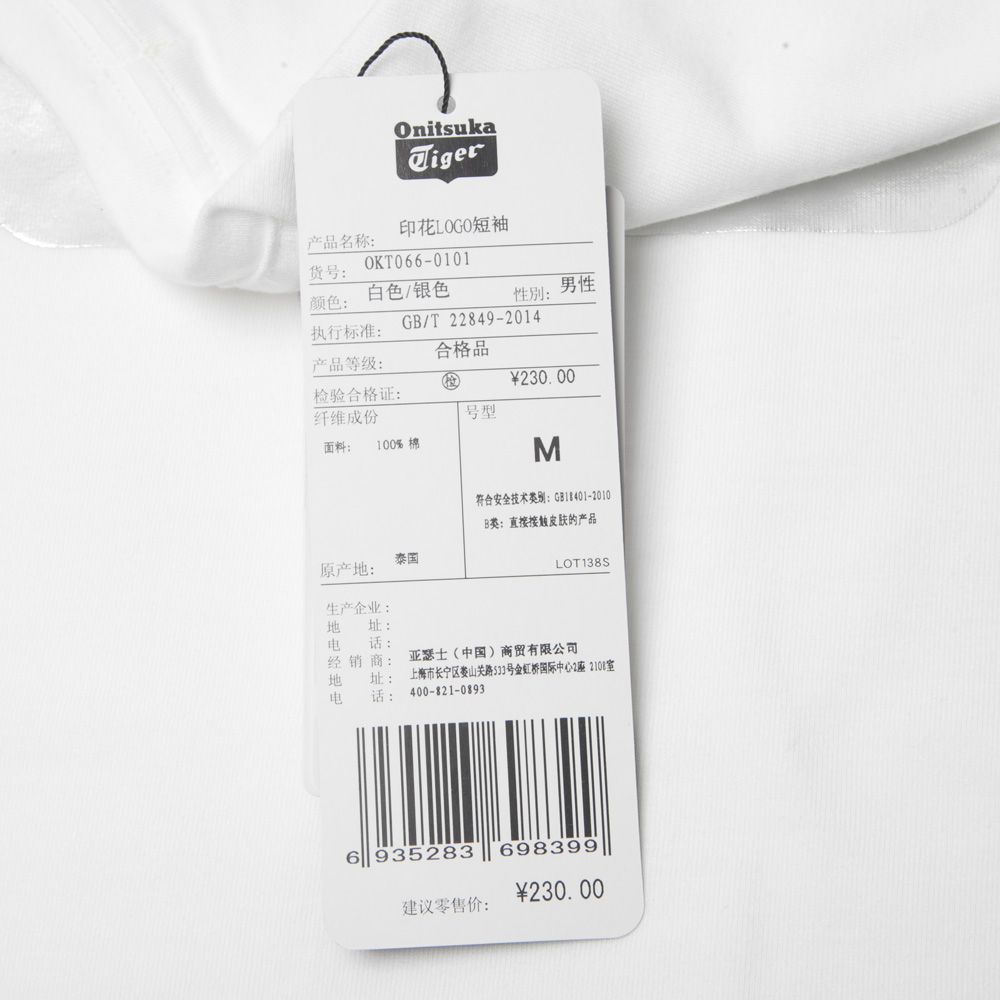 Onitsuka
Tiger
产品名称: 印花LOGO短袖
货号: OKT066-0101
颜色: 白色/银色 性别: 男性
执行标准: GB/T 22849-2014
产品等级: 合格品
检验合格证: 检 ¥230.00
纤维成份
面料: 100% 棉
号型
M
符合安全技术类别: GB18401-2010
B类: 直接接触皮肤的产品
原产地: 泰国
LOT138S
生产企业:
地 址:
电 话:
经 销 商: 亚瑟士(中国)商贸有限公司
地 址: 上海市长宁区娄山关路533号金虹桥国际中心2座 2108室
电 话: 400-821-0893
6 935283 698399
建议零售价: ¥230.00